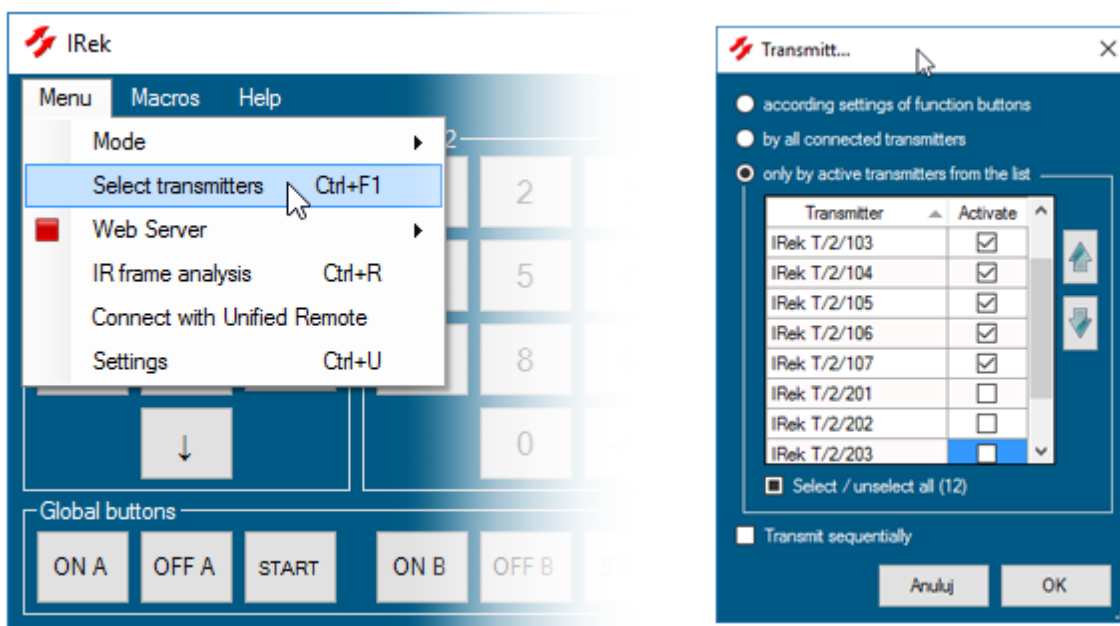 IRek
Menu Macros Help
Mode
Select transmitters Ctrl+F1
Web Server
IR frame analysis Ctrl+R
Connect with Unified Remote
Settings Ctrl+U
2
2
5
8
↓
0
Global buttons
ON A OFF A START ON B OFF B
Transmitt...
according settings of function buttons
by all connected transmitters
only by active transmitters from the list
Transmitter Activate
IRek T/2/103
IRek T/2/104
IRek T/2/105
IRek T/2/106
IRek T/2/107
IRek T/2/201
IRek T/2/202
IRek T/2/203
Select / unselect all (12)
Transmit sequentially
Anuluj OK